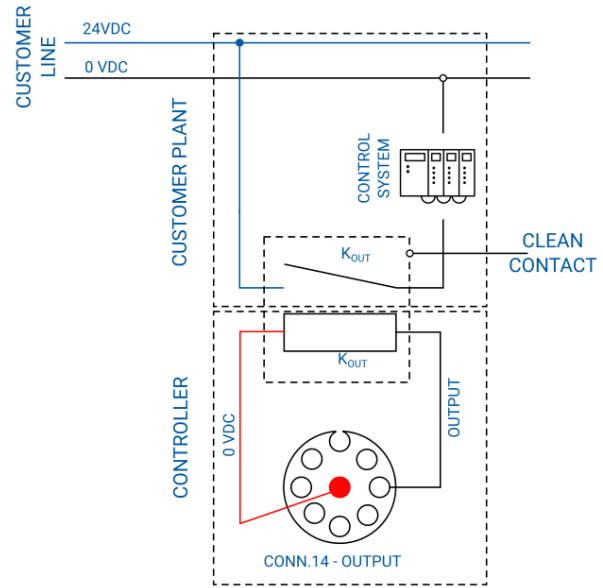 24VDC
CUSTOMER
LINE
0 VDC
CUSTOMER PLANT
CONTROL
SYSTEM
KOUT
CLEAN
CONTACT
KOUT
CONTROLLER
0 VDC
OUTPUT
CONN.14 - OUTPUT